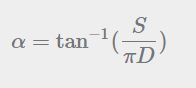 α = tan⁻¹(S/πD)